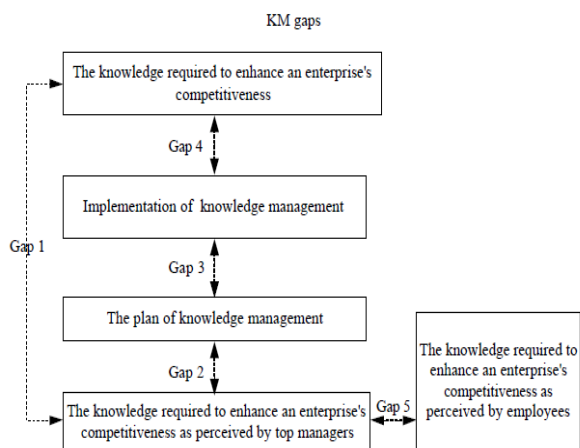 KM gaps
The knowledge required to enhance an enterprise's
competitiveness
Gap 4
Implementation of knowledge management
Gap 1
Gap 3
The plan of knowledge management
Gap 2
The knowledge required to enhance an enterprise's
competitiveness as perceived by top managers
Gap 5
The knowledge required to
enhance an enterprise's
competitiveness as
perceived by employees